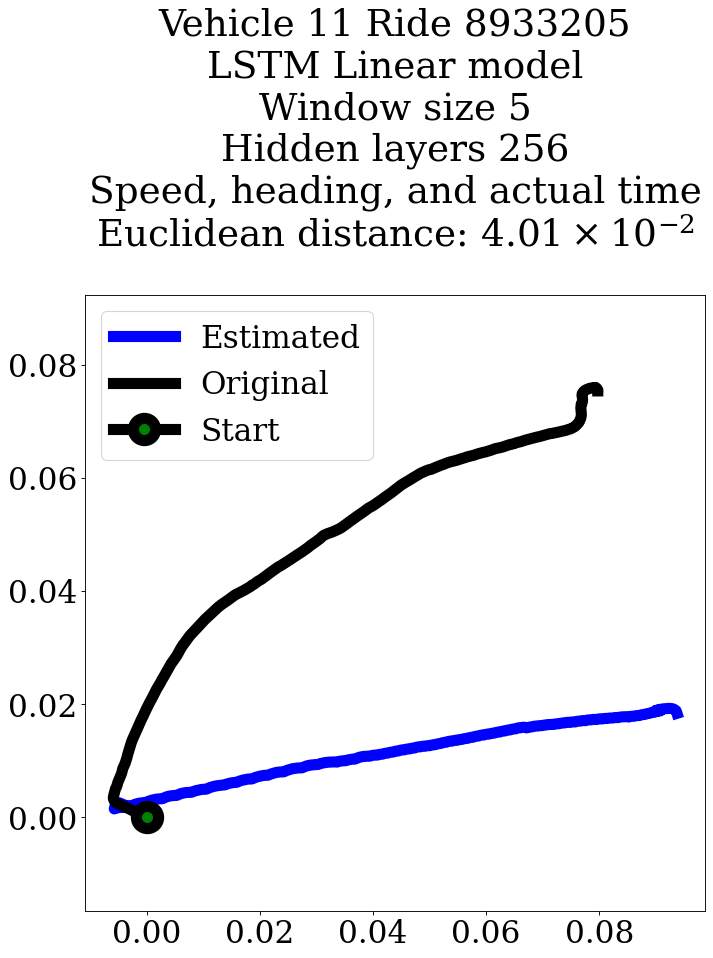 Vehicle 11 Ride 8933205
LSTM Linear model
Window size 5
Hidden layers 256
Speed, heading, and actual time
Euclidean distance: 4.01 × 10⁻²
Estimated
Original
Start
0.08
0.06
0.04
0.02
0.00
0.00 0.02 0.04 0.06 0.08